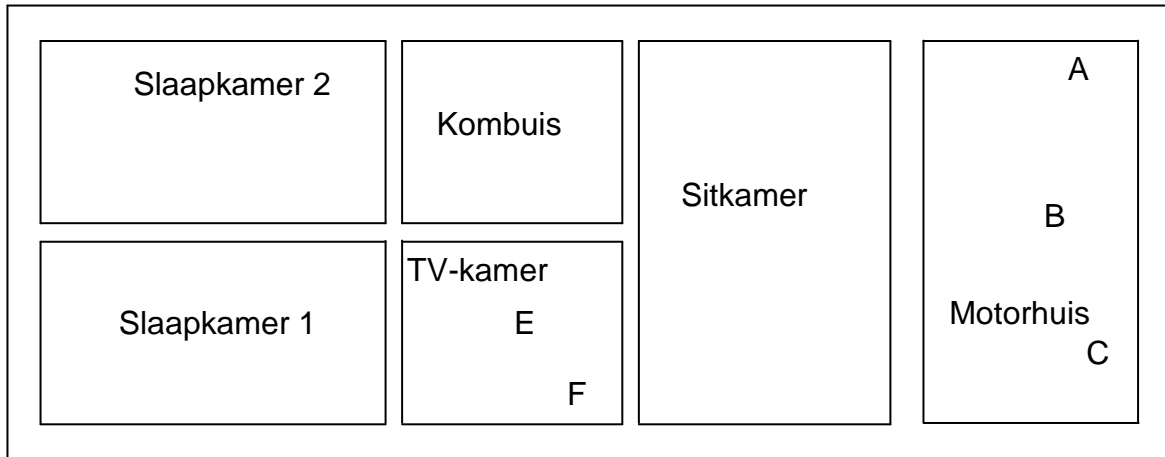 Slaapkamer 2
Kombuis
Sitkamer
A
B
Slaapkamer 1
TV-kamer
E
F
Motorhuis
C